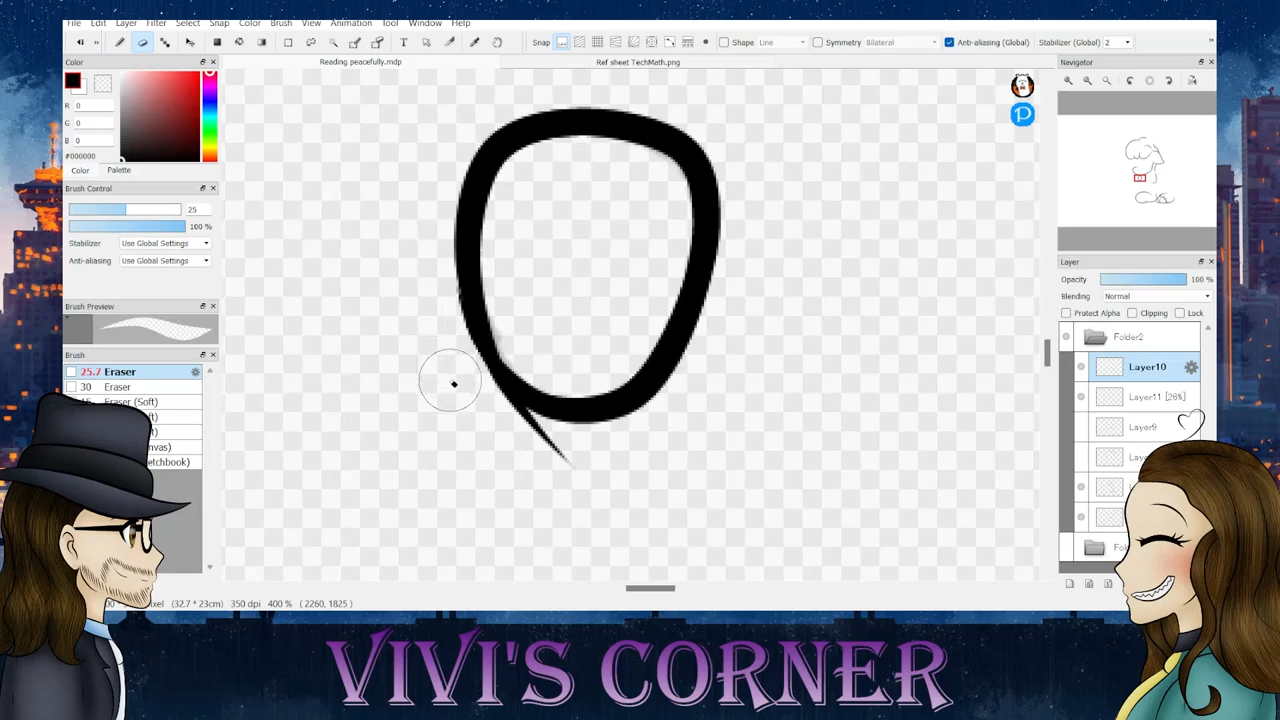 File Edit Layer Filter Select Snap Color Brush View Animation Tool Window Help
Snap Shape Line Symmetry Bilateral Anti-aliasing (Global) Stabilizer (Global) 2
Color
Reading peacefully.mdp Ref sheet TechMath.png
Navigator
R 0
G 0
B 0
#000000
Color Palette
Brush Control
25
100 %
Stabilizer Use Global Settings
Anti-aliasing Use Global Settings
Brush Preview
Brush
25.7 Eraser
30 Eraser
Eraser (Soft)
Layer
Opacity 100 %
Blending Normal
Protect Alpha Clipping Lock
Folder2
Layer10
Layer11 [26%]
Layer9
(32.7 * 23cm) 350 dpi 400 % ( 2260, 1825 )
VIVI'S CORNER